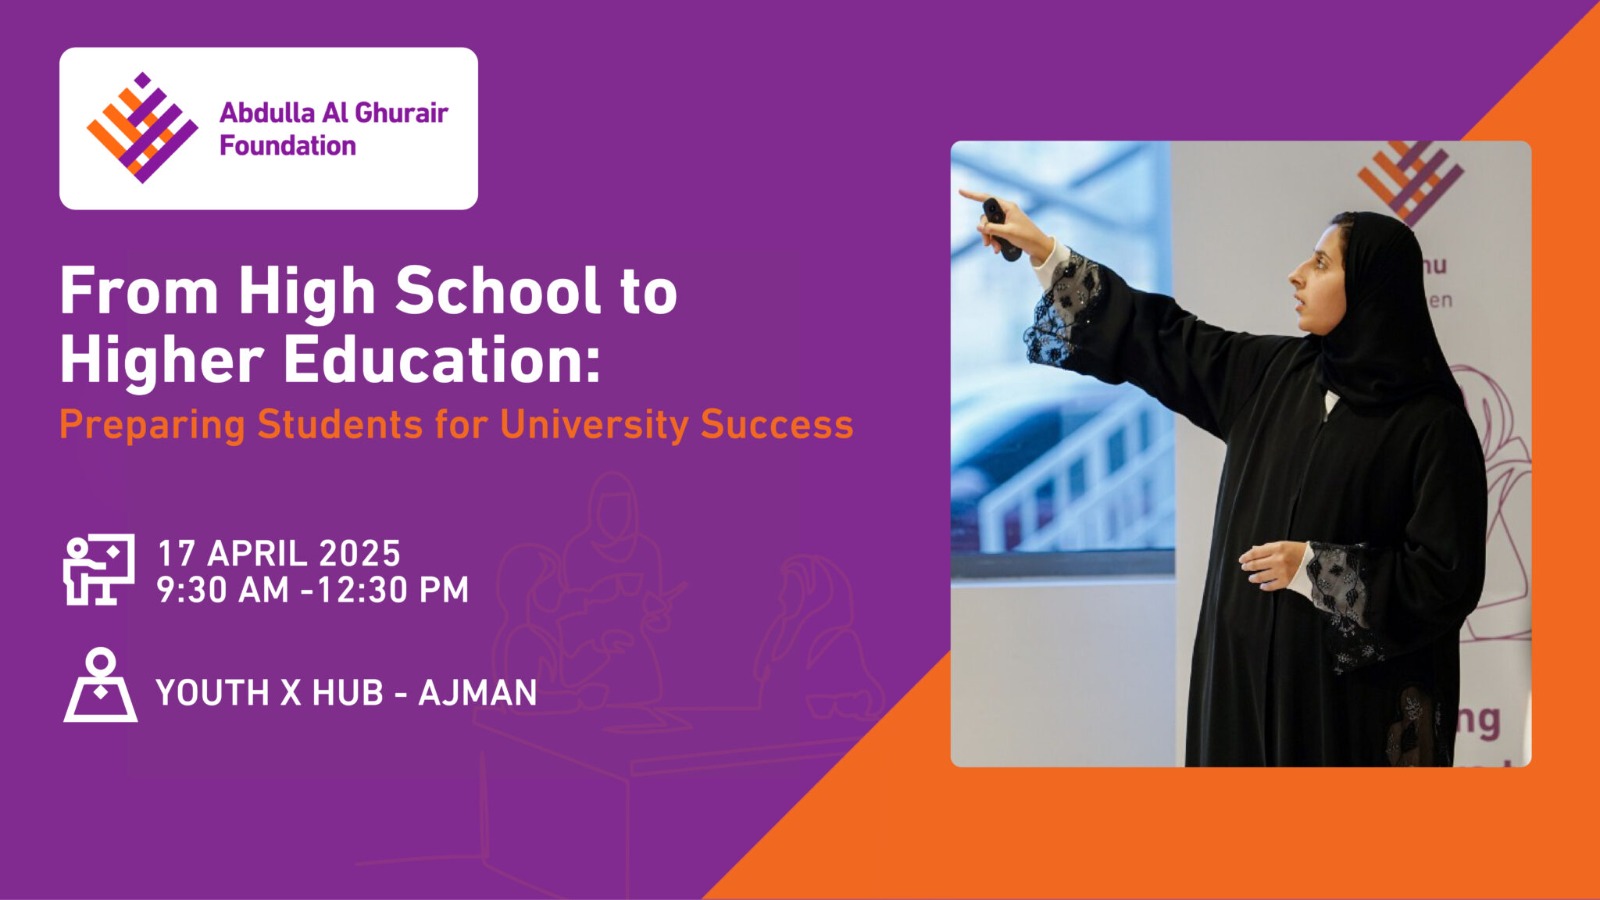 Abdulla Al Ghurair
Foundation
From High School to
Higher Education:
Preparing Students for University Success
17 APRIL 2025
9:30 AM -12:30 PM
YOUTH X HUB - AJMAN